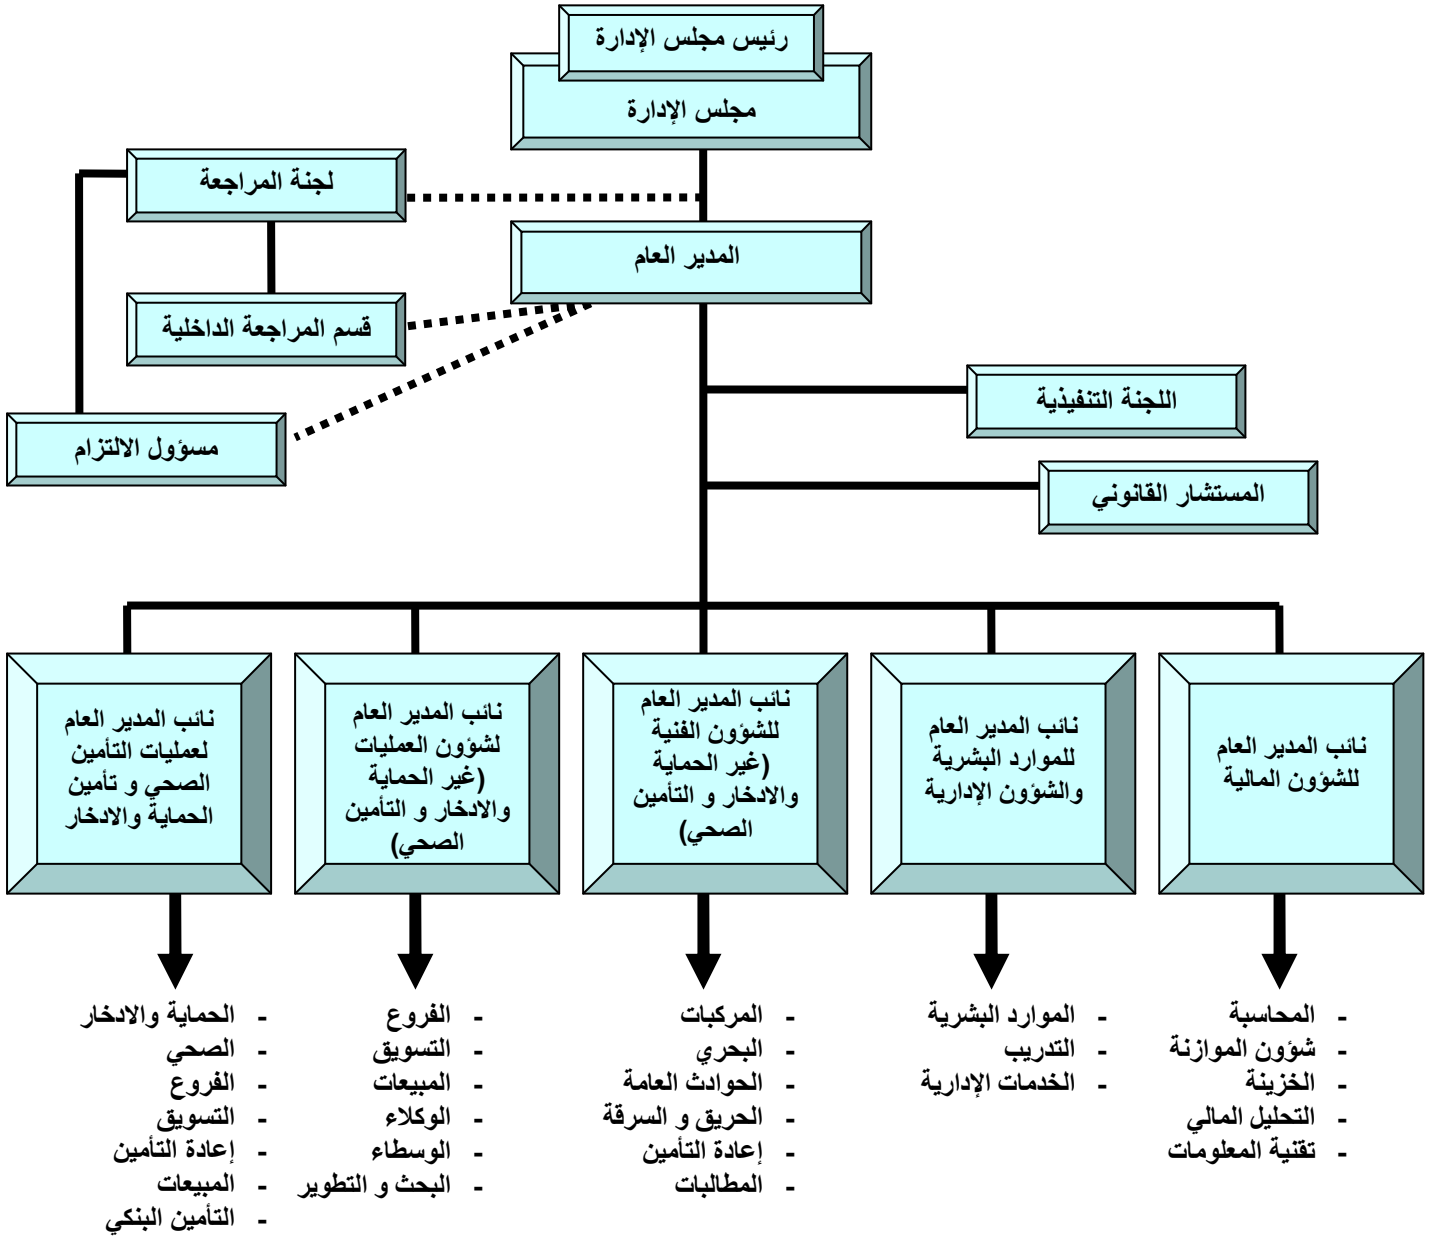 رئيس مجلس الإدارة
مجلس الإدارة
لجنة المراجعة
المدير العام
قسم المراجعة الداخلية
اللجنة التنفيذية
مسؤول الالتزام
المستشار القانوني
نائب المدير العام
للشؤون المالية
نائب المدير العام
للموارد البشرية
والشؤون الإدارية
نائب المدير العام
للشؤون الفنية
(غير الحماية
والادخار و التأمين
الصحي)
نائب المدير العام
لشؤون العمليات
(غير الحماية
والادخار و التأمين
الصحي)
نائب المدير العام
لعمليات التأمين
الصحي و تأمين
الحماية والادخار
- المحاسبة
- شؤون الموازنة
- الخزينة
- التحليل المالي
- تقنية المعلومات
- الموارد البشرية
- التدريب
- الخدمات الإدارية
- المركبات
- البحري
- الحوادث العامة
- الحريق و السرقة
- إعادة التأمين
- المطالبات
- الفروع
- التسويق
- المبيعات
- الوكلاء
- الوسطاء
- البحث و التطوير
- الحماية والادخار
- الصحي
- الفروع
- التسويق
- إعادة التأمين
- المبيعات
- التأمين البنكي